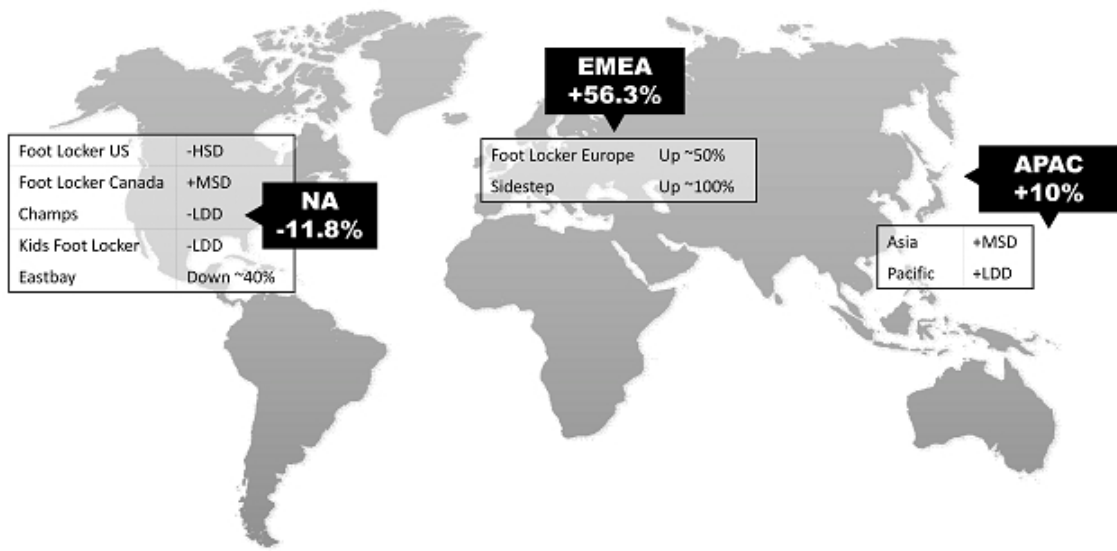 EMEA
+56.3%
Foot Locker US -HSD
Foot Locker Canada +MSD
Champs -LDD
Kids Foot Locker -LDD
Eastbay Down ~40%
NA
-11.8%
Foot Locker Europe Up ~50%
Sidestep Up ~100%
APAC
+10%
Asia +MSD
Pacific +LDD